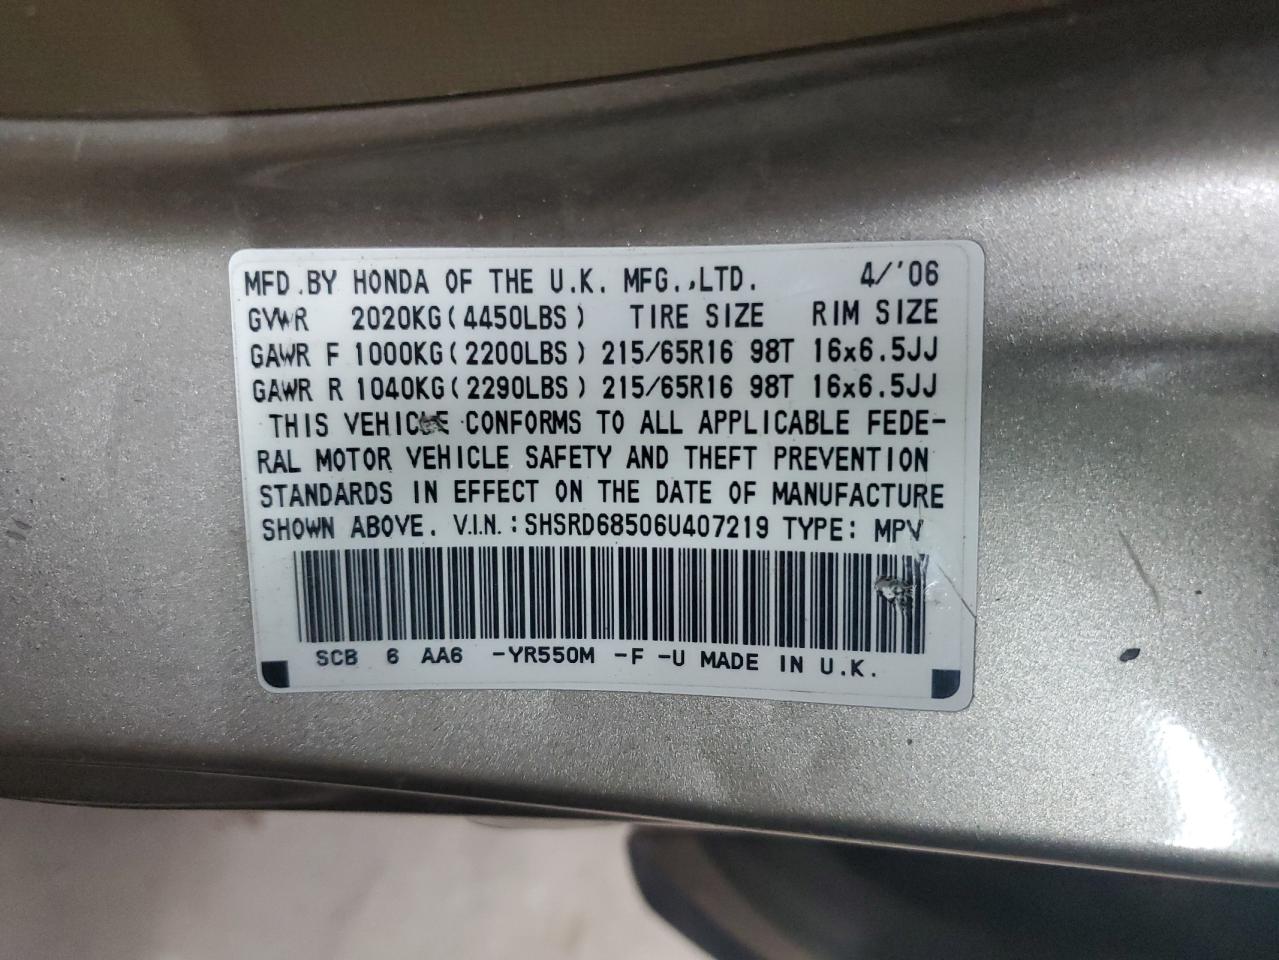 MFD.BY HONDA OF THE U.K. MFG.,LTD. 4/'06
GVWR 2020KG(4450LBS) TIRE SIZE RIM SIZE
GAWR F 1000KG(2200LBS) 215/65R16 98T 16x6.5JJ
GAWR R 1040KG(2290LBS) 215/65R16 98T 16x6.5JJ
THIS VEHICLE CONFORMS TO ALL APPLICABLE FEDE-
RAL MOTOR VEHICLE SAFETY AND THEFT PREVENTION
STANDARDS IN EFFECT ON THE DATE OF MANUFACTURE
SHOWN ABOVE. V.I.N.: SHSRD68506U407219 TYPE: MPV
SCB 6 AA6 -YR550M -F -U MADE IN U.K.